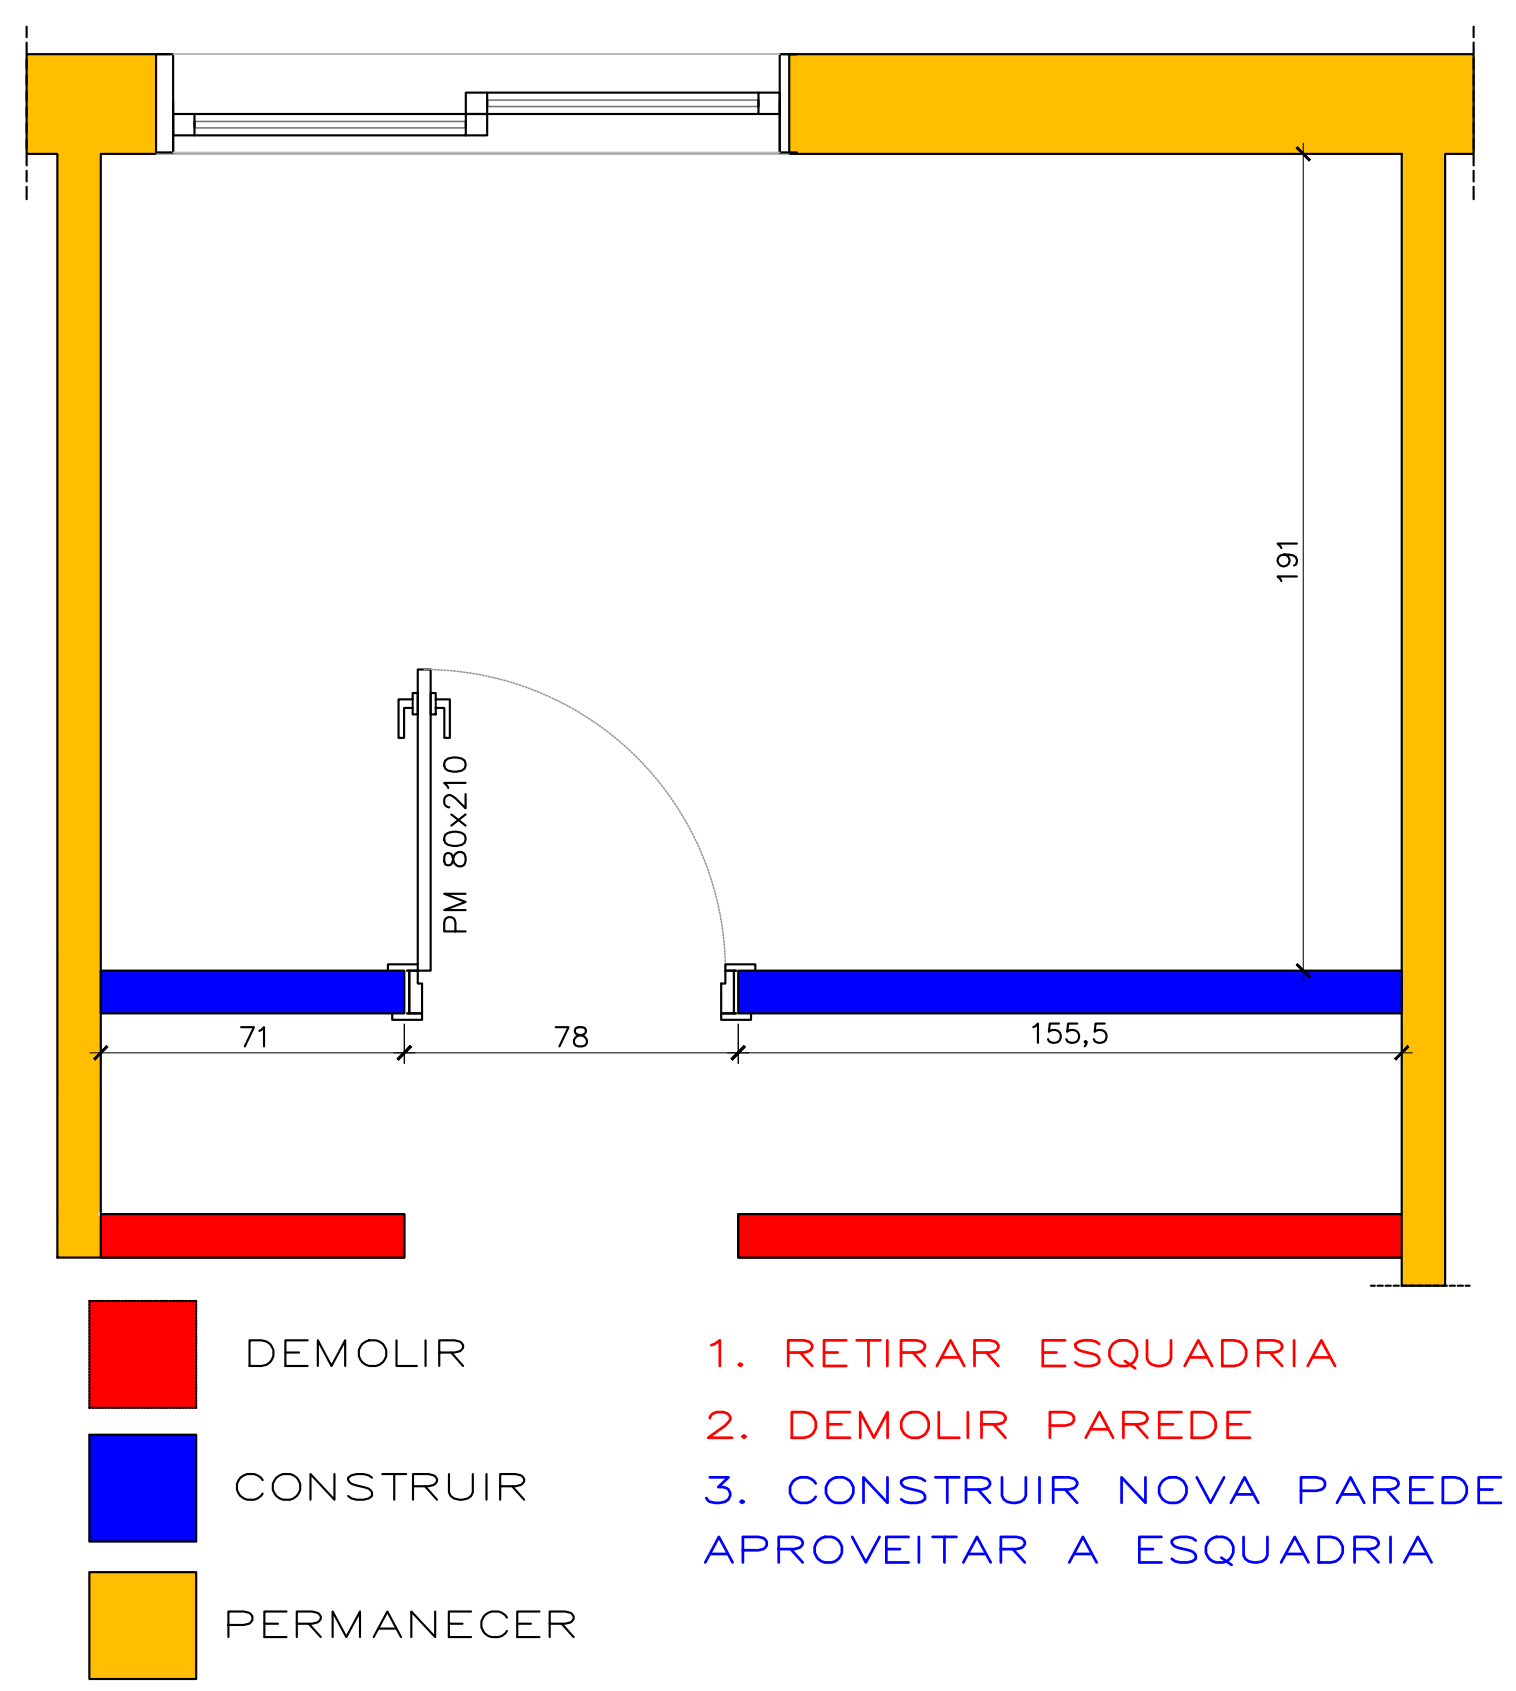 191
PM 80x210
71
78
155,5
DEMOLIR
CONSTRUIR
PERMANECER
1. RETIRAR ESQUADRIA
2. DEMOLIR PAREDE
3. CONSTRUIR NOVA PAREDE
APROVEITAR A ESQUADRIA